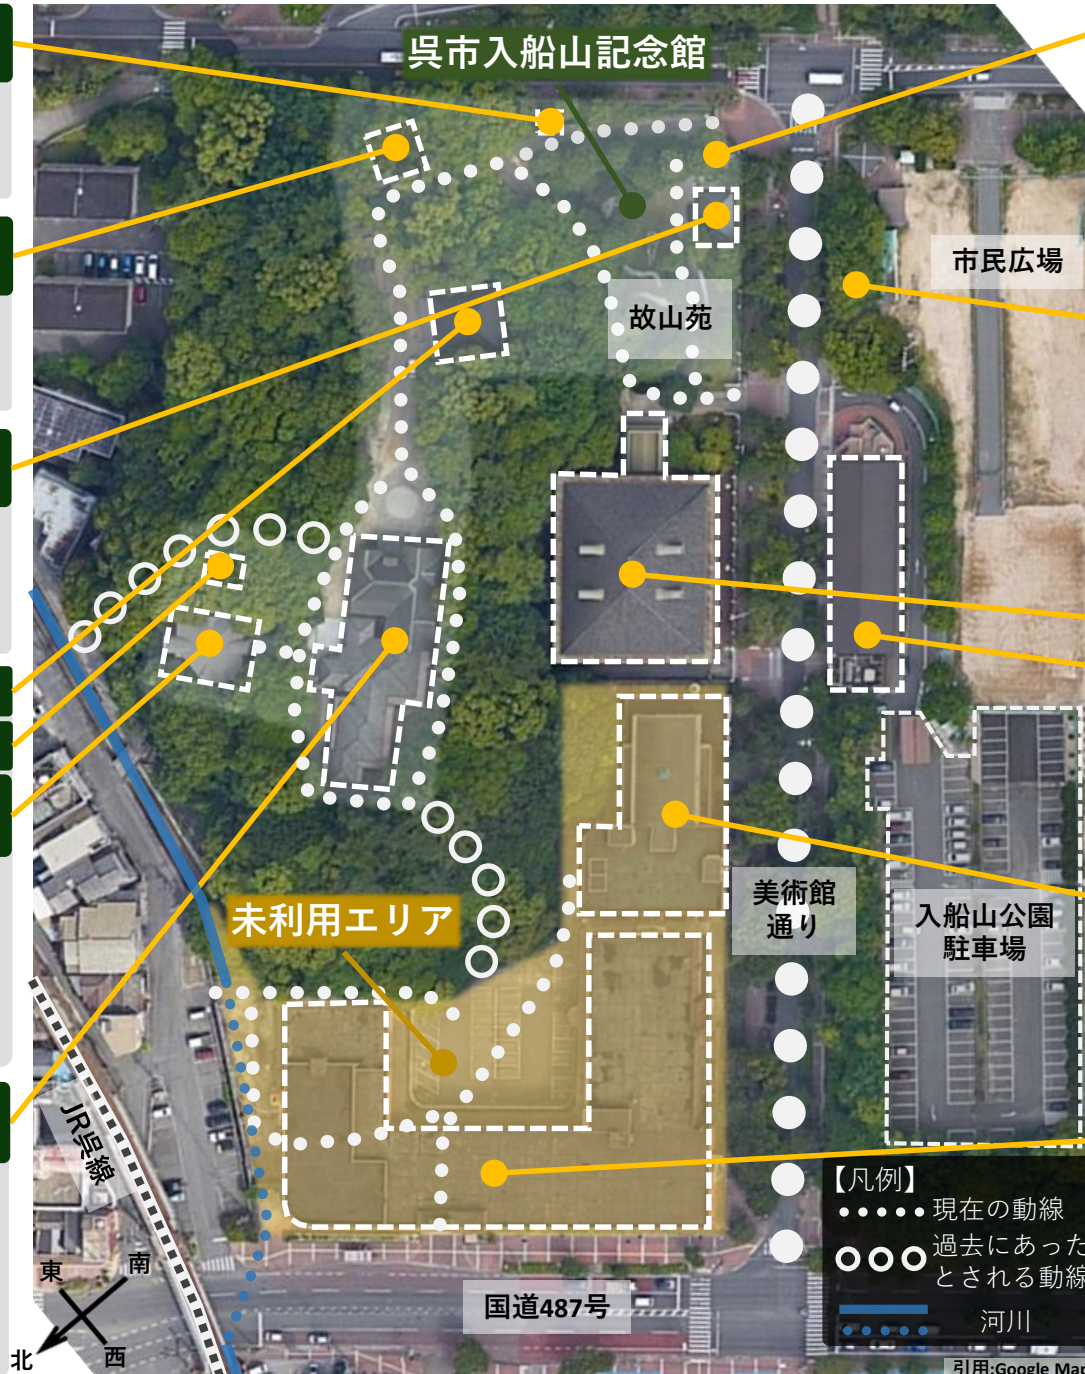 呉市入船山記念館
市民広場
故山苑
未利用エリア
美術館
通り
入船山公園
駐車場
JR呉線
【凡例】
現在の動線
過去にあった
とされる動線
河川
国道487号
東
南
北
西
引用:Google Map